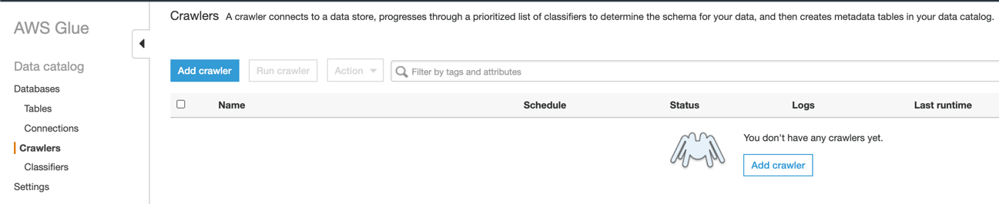 AWS Glue
Data catalog
Databases
Tables
Connections
Crawlers
Classifiers
Settings
Crawlers A crawler connects to a data store, progresses through a prioritized list of classifiers to determine the schema for your data, and then creates metadata tables in your data catalog.
Add crawler Run crawler Action Filter by tags and attributes
Name Schedule Status Logs Last runtime
You don't have any crawlers yet.
Add crawler